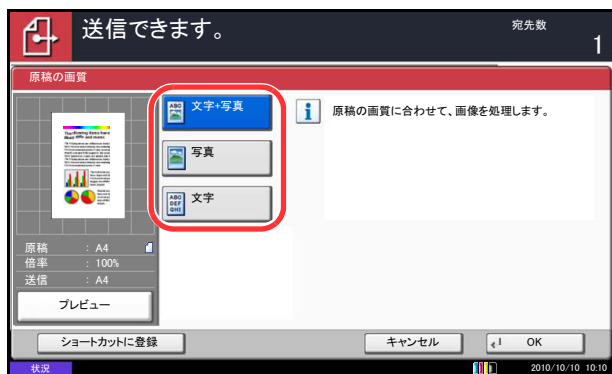 送信できます。
宛先数
1
原稿の画質
文字+写真
写真
文字
原稿の画質に合わせて、画像を処理します。
ABC
ABC
DEF
GHI
原稿 : A4
倍率 : 100%
送信 : A4
プレビュー
ショートカットに登録
キャンセル
OK
状況
2010/10/10 10:10